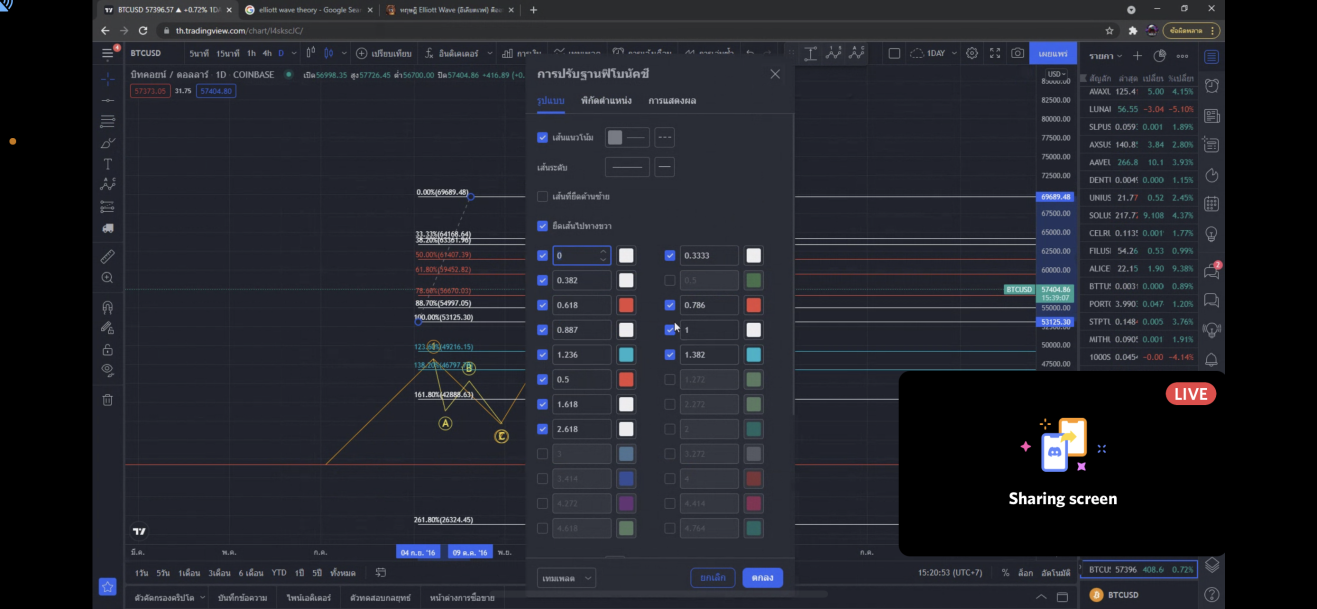 BTCUSD 57396.57 ▲ +0.72% 1D/
elliott wave theory - Google Sea
ทฤษฎี Elliott Wave (อีเลียตเวฟ) คือ
th.tradingview.com/chart/l4skscJC/
ข้อผิดพลาด
BTCUSD
5นาที 15นาที 1h 4h D
เปรียบเทียบ
อินดิเคเตอร์
1DAY
เผยแพร่
รายการ
บิทคอยน์ / ดอลลาร์ 1D COINBASE
เปิด56998.35 สูง57726.45 ต่ำ56700.00 ปิด57404.86 +416.89 (+0.
57373.05 31.75 57404.80
การปรับฐานฟีโบนัชชี
รูปแบบ พิกัดตำแหน่ง การแสดงผล
เส้นแนวโน้ม
เส้นระดับ
เส้นที่ยืดด้านซ้าย
ยืดเส้นไปทางขวา
0 0.3333
0.382 0.5
0.618 0.786
0.887 1
1.236 1.382
0.5 1.272
1.618 2.272
2.618 2
3 3.272
3.414 4
4.272 4.414
4.618 4.764
เทมเพลต
ยกเลิก
ตกลง
0.00%(69689.48)
33.33%(64168.64)
38.20%(63361.96)
50.00%(61407.39)
61.80%(59452.82)
78.60%(56670.03)
88.70%(54997.05)
100.00%(53125.30)
161.80%(42888.63)
261.80%(26324.45)
A
B
USD
82500.00
80000.00
77500.00
75000.00
72500.00
69689.48
67500.00
65000.00
62500.00
60000.00
BTCUSD 57404.86
15:39:07
55000.00
53125.30
50000.00
47500.00
สัญลัก ล่าสุด เปลี่ยน %เปลี่ยน
AVAXU 125.4 5.00 4.15%
LUNAI 56.55 -3.04 -5.10%
SLPUS 0.059 0.001 1.89%
AXSUS 140.8 3.84 2.80%
AAVEL 266.8 10.1 3.93%
DENTI 0.004 0.000 1.15%
UNIUS 21.77 0.52 2.45%
SOLU 217.7 9.108 4.37%
CELRL 0.113 0.001 1.77%
FILUS 54.26 0.53 0.99%
ALICE 22.15 1.90 9.38%
BTTU 0.003 0.000 0.89%
PORTI 3.990 0.047 1.20%
STPTL 0.148 0.005 3.76%
MITHL 0.090 0.001 1.91%
1000S 0.045 -0.00 -4.14%
LIVE
Sharing screen
มี.ค. พ.ค. ก.ค. 04 ก.ย. '16 09 ต.ค. '16 พ.ย. ก.ค.
1วัน 5วัน 1เดือน 3เดือน 6 เดือน YTD 1ปี 5ปี ทั้งหมด
15:20:53 (UTC+7) % ล็อก อัตโนมัติ
BTCU 57396 408.6 0.72%
ตัวคัดกรองคริปโต บันทึกข้อความ ไพน์เอดิเตอร์ ตัวทดสอบกลยุทธ์ หน้าต่างการซื้อขาย
BTCUSD